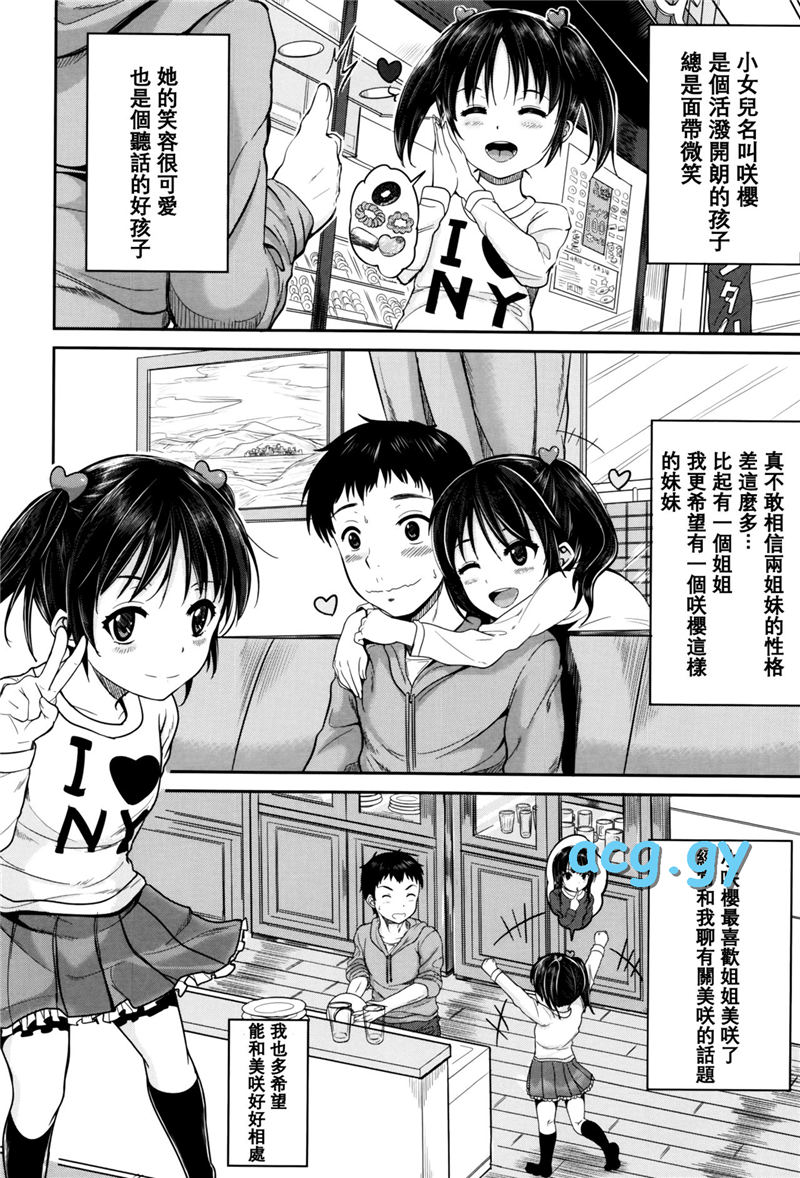 小女兒名叫咲櫻
是個活潑開朗的孩子
總是面帶微笑
她的笑容很可愛
也是個聽話的好孩子
I ♥
NY
真不敢相信兩姐妹的性格
差這麼多…
比起有一個姐姐
我更希望有一個咲櫻這樣
的妹妹
I ♥
NY
acg.gy
咲櫻最喜歡姐姐美咲了
和我聊有關美咲的話題
我也多希望
能和美咲好好相處